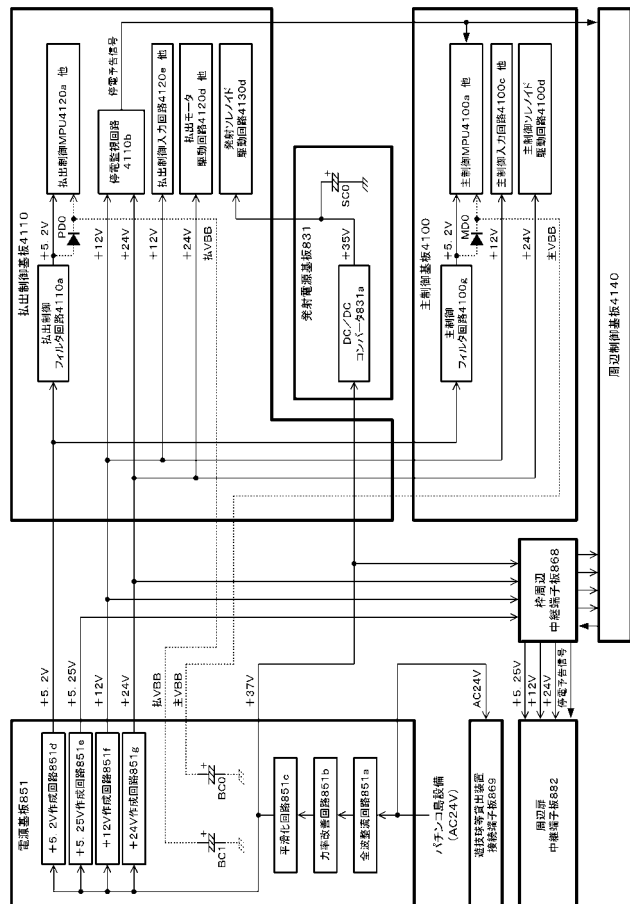 払出制御基板4110
払出制御
フィルタ回路4110a
+5. 2V
PD0
払出制御MPU4120a 他
停電予告信号
停電監視回路
4110b
+12V
+24V
+12V
払出制御入力回路4120e 他
+24V
払出モータ
駆動回路4120d 他
払VBB
発射ソレノイド
駆動回路4130d
発射電源基板831
DC/DC
コンバータ831a
+35V
SC0
主制御基板4100
主制御
フィルタ回路4100g
+5. 2V
MD0
主制御MPU4100a 他
+12V
主制御入力回路4100c 他
+24V
主制御ソレノイド
駆動回路4100d
主VBB
周辺制御基板4140
電源基板851
+5. 2V作成回路851d
+5. 25V作成回路851e
+12V作成回路851f
+24V作成回路851g
+5. 2V
+5. 25V
+12V
+24V
払VBB
主VBB
+37V
BC1
BC0
平滑化回路851c
力率改善回路851b
全波整流回路851a
パチンコ島設備
(AC24V)
AC24V
遊技球等貸出装置
接続端子板869
枠周辺
中継端子板868
+5. 25V
+12V
+24V
停電予告信号
周辺扉
中継端子板882